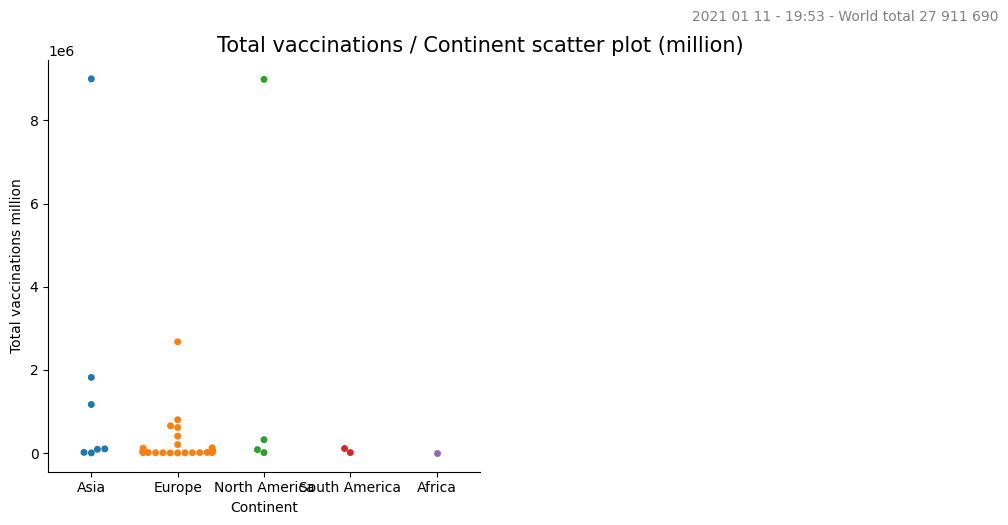 2021 01 11 - 19:53 - World total 27 911 690
Total vaccinations / Continent scatter plot (million)
1e6
8
6
4
2
0
Total vaccinations million
Asia
Europe
North America
South America
Africa
Continent